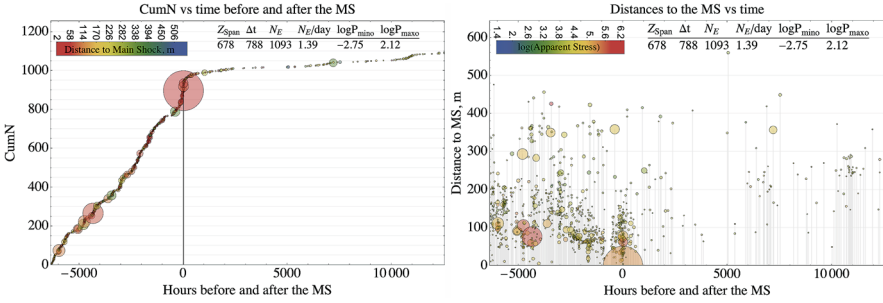 CumN vs time before and after the MS
2 58 114 170 226 282 338 394 450 506
Distance to Main Shock, m
Z_Span Δt N_E N_E/day logP_mino logP_maxo
678 788 1093 1.39 −2.75 2.12
1200
1000
800
600
400
200
0
CumN
−5000 0 5000 10 000
Hours before and after the MS
Distances to the MS vs time
1.4 2. 2.6 3.2 3.8 4.4 5. 5.6 6.2
log(Apparent Stress)
Z_Span Δt N_E N_E/day logP_mino logP_maxo
678 788 1093 1.39 −2.75 2.12
600
500
400
300
200
100
0
Distance to MS, m
−5000 0 5000 10 000
Hours before and after the MS